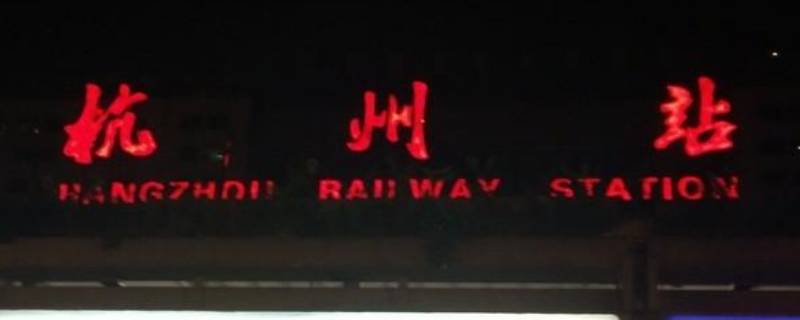 杭州站
HANGZHOU RAILWAY STATION